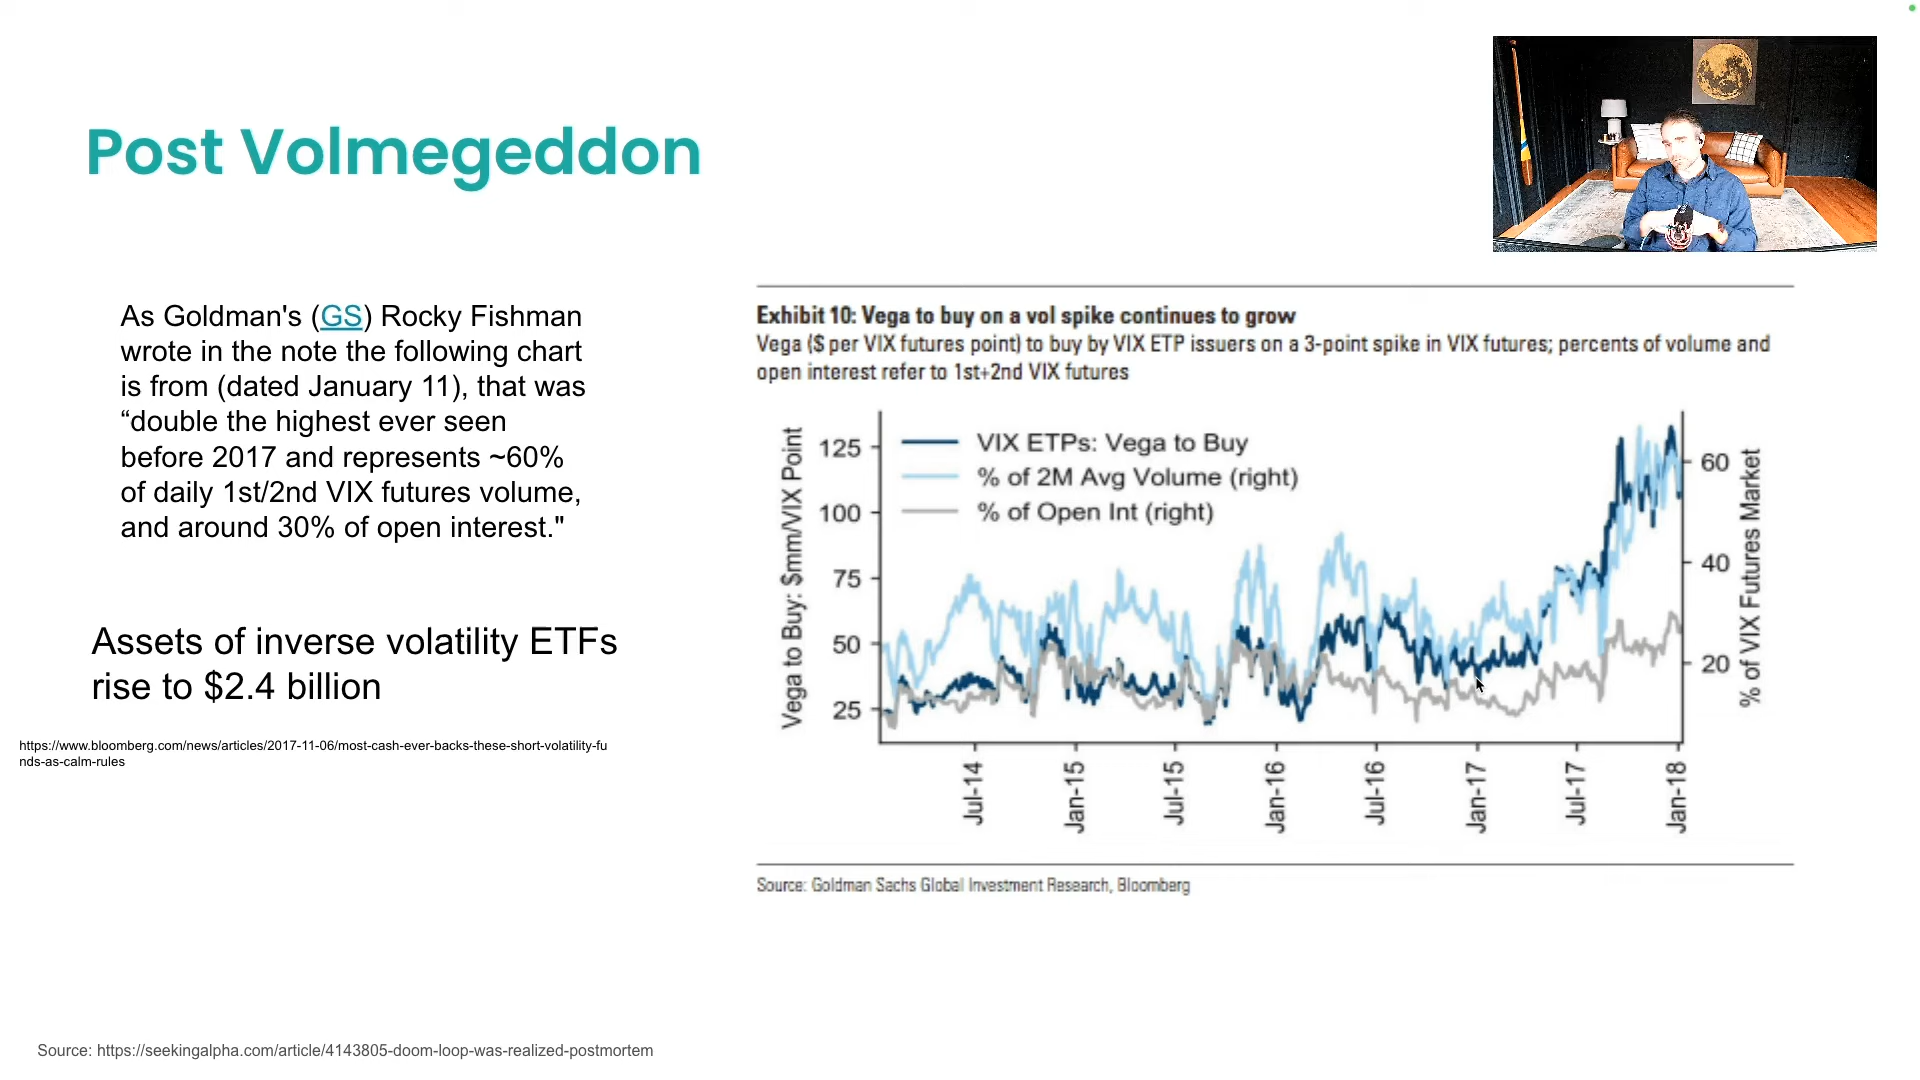 Post Volmegeddon
As Goldman's (GS) Rocky Fishman
wrote in the note the following chart
is from (dated January 11), that was
“double the highest ever seen
before 2017 and represents ~60%
of daily 1st/2nd VIX futures volume,
and around 30% of open interest."
Assets of inverse volatility ETFs
rise to $2.4 billion
https://www.bloomberg.com/news/articles/2017-11-06/most-cash-ever-backs-these-short-volatility-fu
nds-as-calm-rules
Exhibit 10: Vega to buy on a vol spike continues to grow
Vega ($ per VIX futures point) to buy by VIX ETP issuers on a 3-point spike in VIX futures; percents of volume and
open interest refer to 1st+2nd VIX futures
VIX ETPs: Vega to Buy
% of 2M Avg Volume (right)
% of Open Int (right)
Vega to Buy: $mm/VIX Point
125
100
75
50
25
60
40
20
% of VIX Futures Market
Jul-14
Jan-15
Jul-15
Jan-16
Jul-16
Jan-17
Jul-17
Jan-18
Source: Goldman Sachs Global Investment Research, Bloomberg
Source: https://seekingalpha.com/article/4143805-doom-loop-was-realized-postmortem